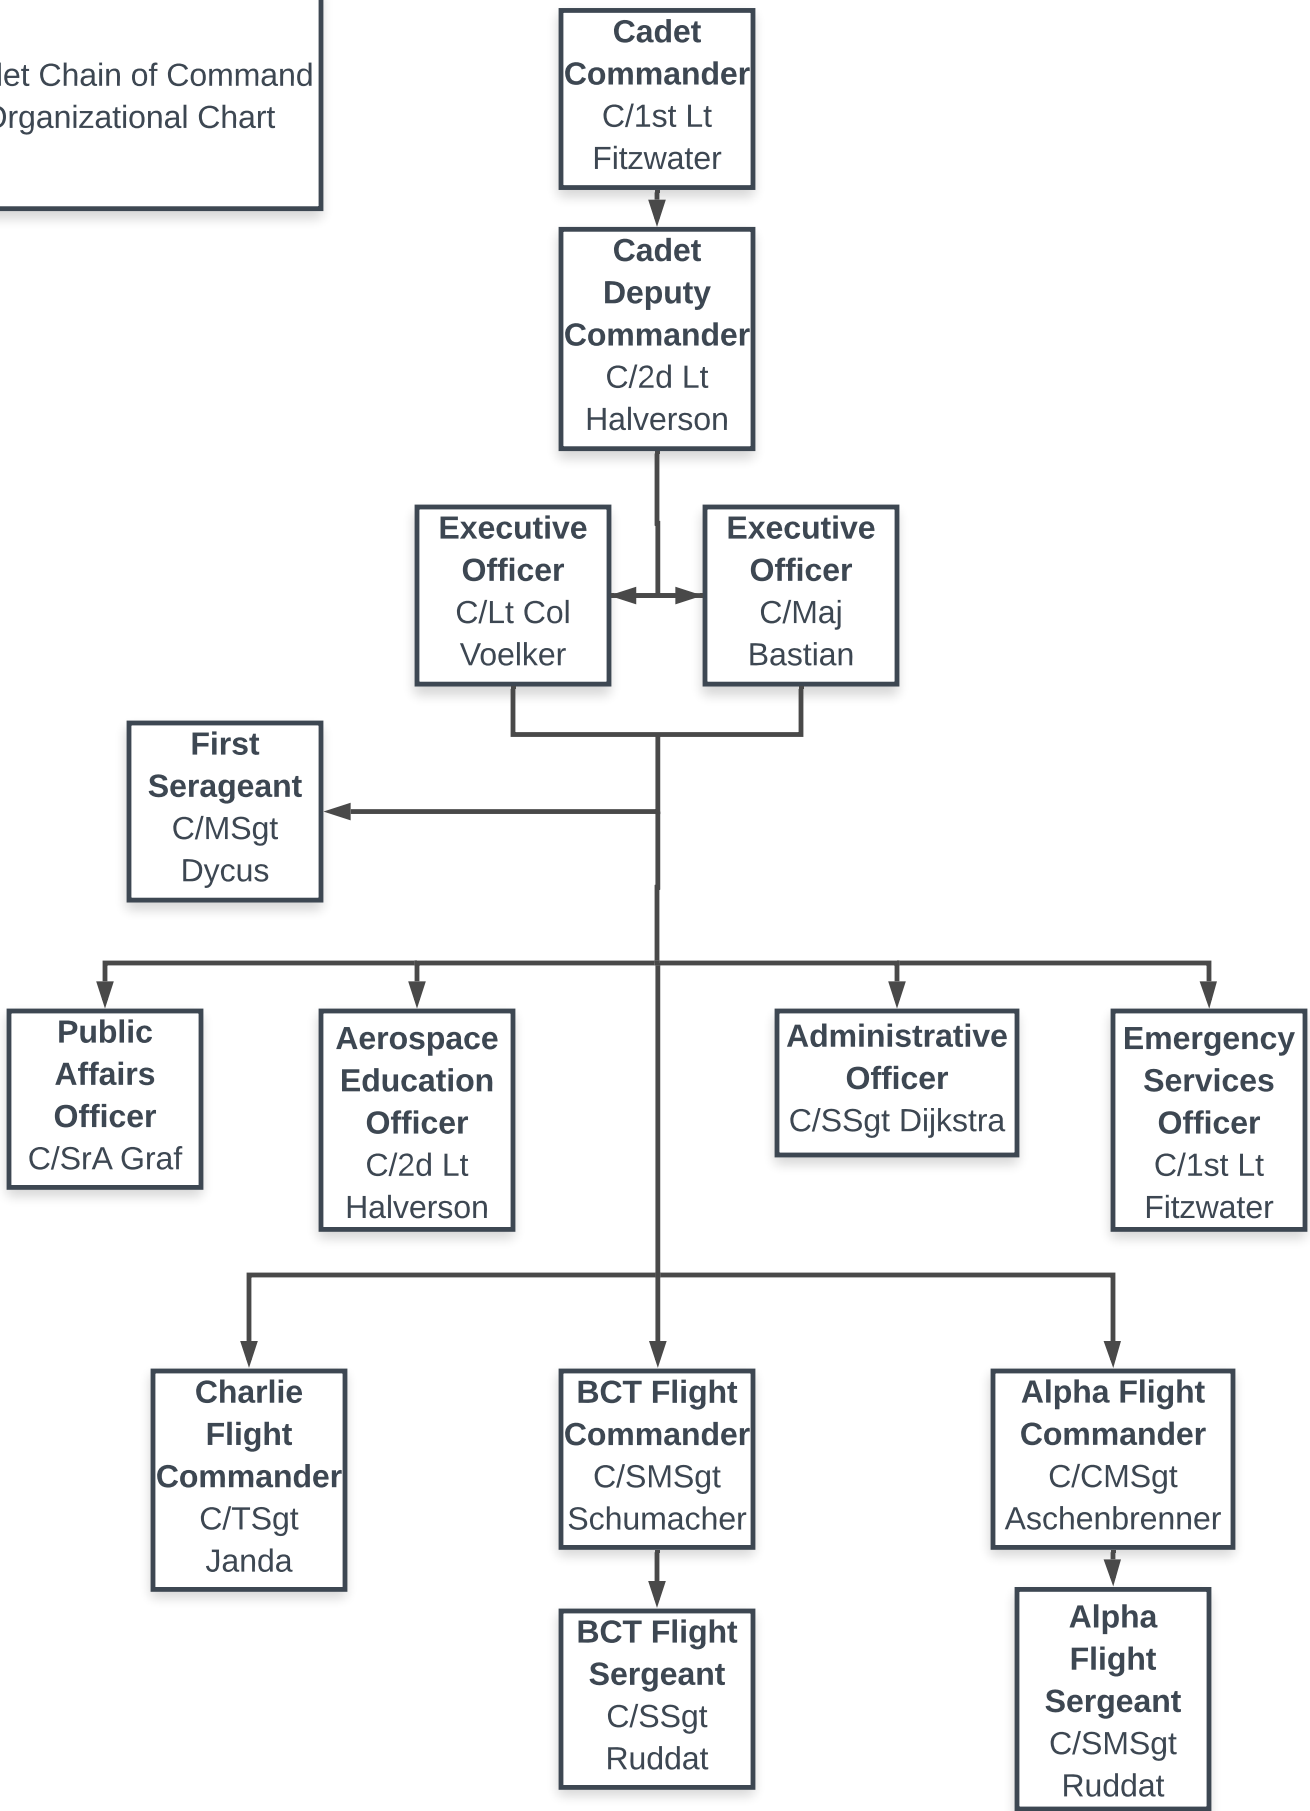 Chain of Command
Organizational Chart
Cadet
Commander
C/1st Lt
Fitzwater
Cadet
Deputy
Commander
C/2d Lt
Halverson
Executive
Officer
C/Lt Col
Voelker
Executive
Officer
C/Maj
Bastian
First
Serageant
C/MSgt
Dycus
Public
Affairs
Officer
C/SrA Graf
Aerospace
Education
Officer
C/2d Lt
Halverson
Administrative
Officer
C/SSgt Dijkstra
Emergency
Services
Officer
C/1st Lt
Fitzwater
Charlie
Flight
Commander
C/TSgt
Janda
BCT Flight
Commander
C/SMSgt
Schumacher
Alpha Flight
Commander
C/CMSgt
Aschenbrenner
BCT Flight
Sergeant
C/SSgt
Ruddat
Alpha
Flight
Sergeant
C/SMSgt
Ruddat